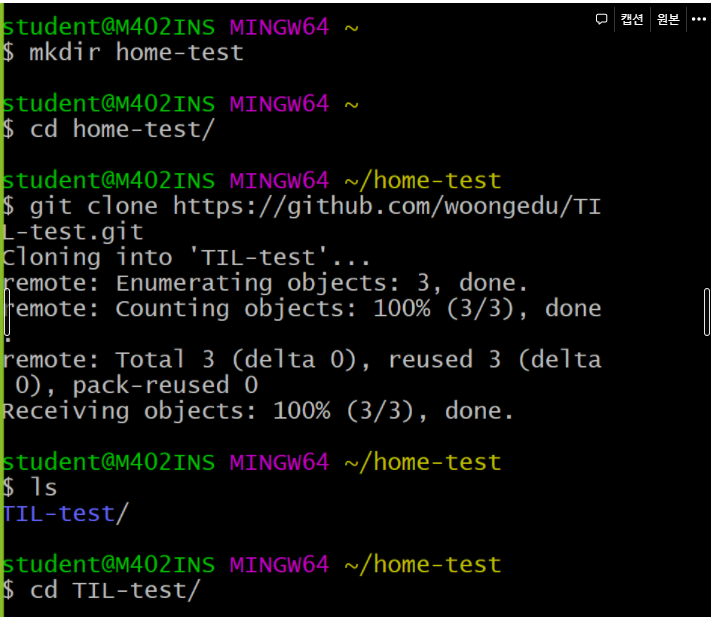 캡션 원본
student@M402INS MINGW64 ~
$ mkdir home-test
student@M402INS MINGW64 ~
$ cd home-test/
student@M402INS MINGW64 ~/home-test
$ git clone https://github.com/woongedu/TI
L-test.git
Cloning into 'TIL-test'...
remote: Enumerating objects: 3, done.
remote: Counting objects: 100% (3/3), done
.
remote: Total 3 (delta 0), reused 3 (delta
0), pack-reused 0
Receiving objects: 100% (3/3), done.
student@M402INS MINGW64 ~/home-test
$ ls
TIL-test/
student@M402INS MINGW64 ~/home-test
$ cd TIL-test/